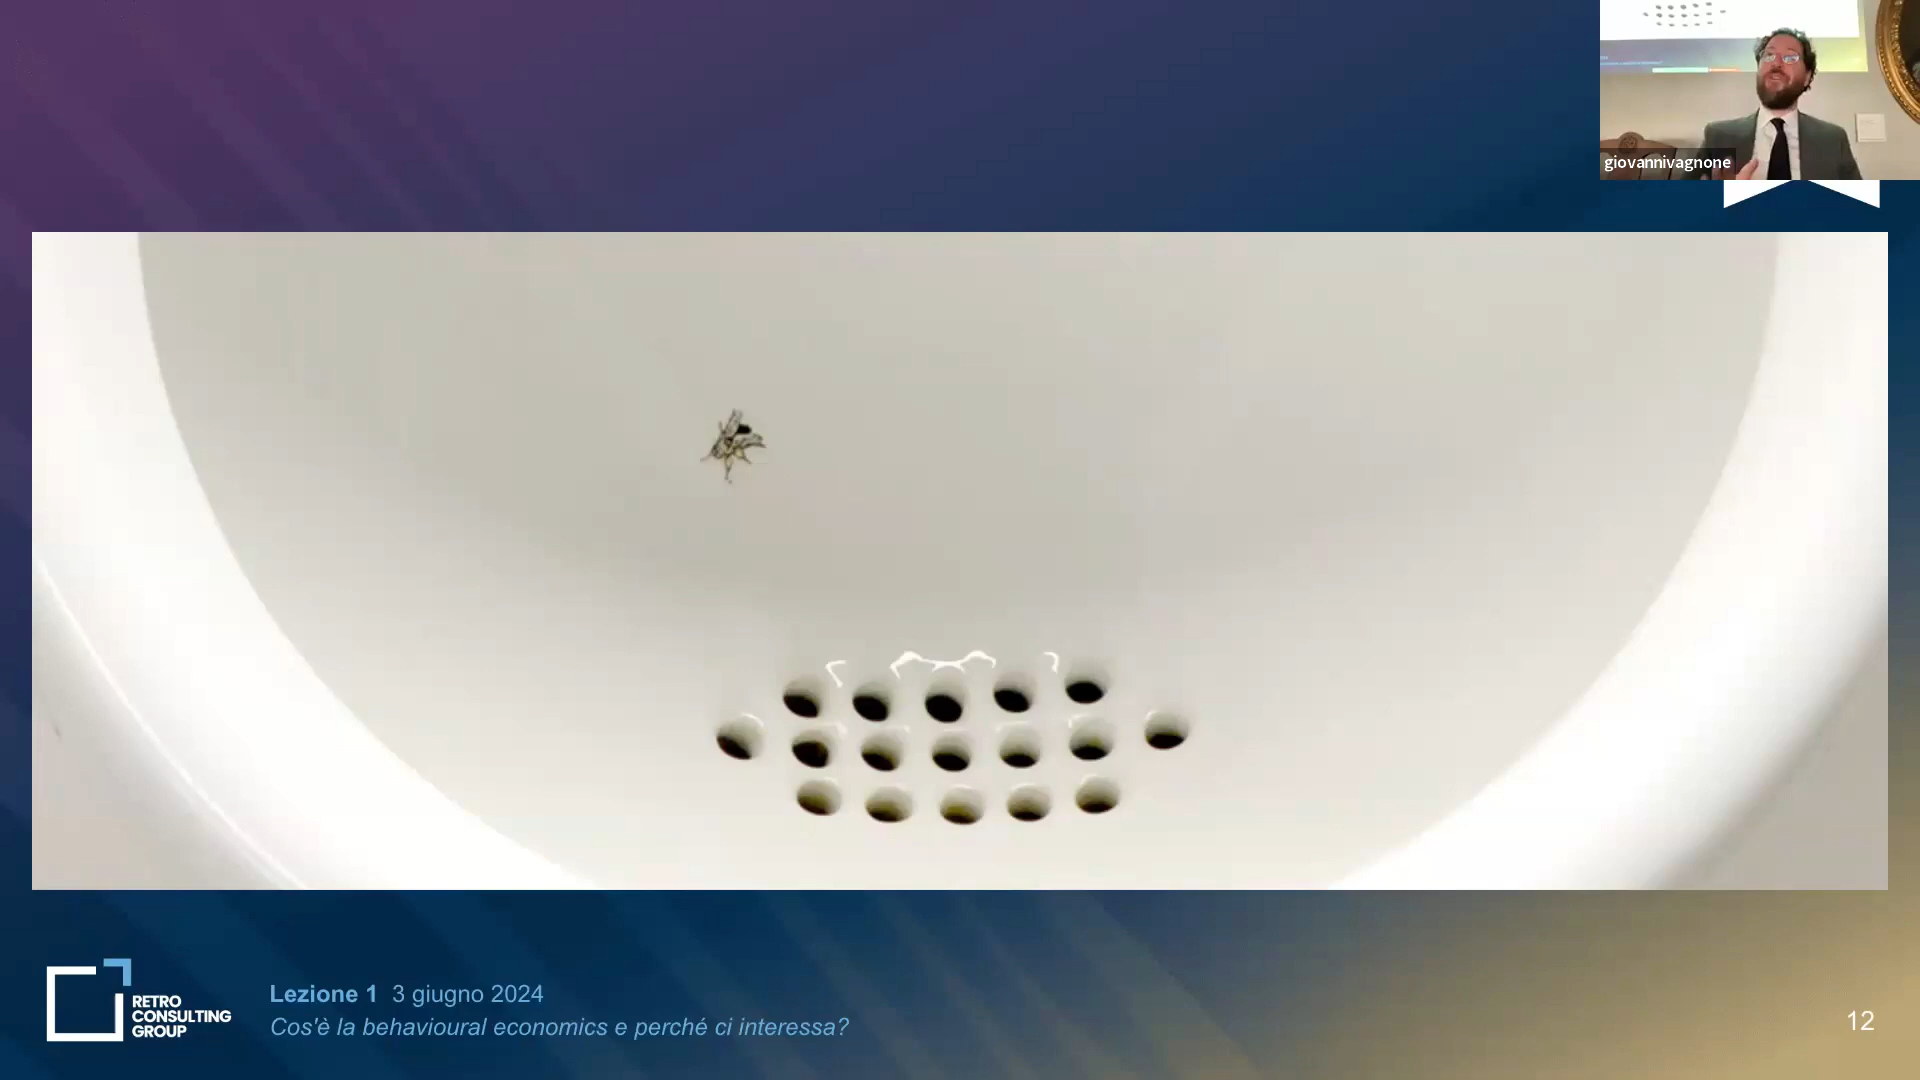 giovannivagnone
RETRO
CONSULTING
GROUP
Lezione 1 3 giugno 2024
Cos'è la behavioural economics e perché ci interessa?
12